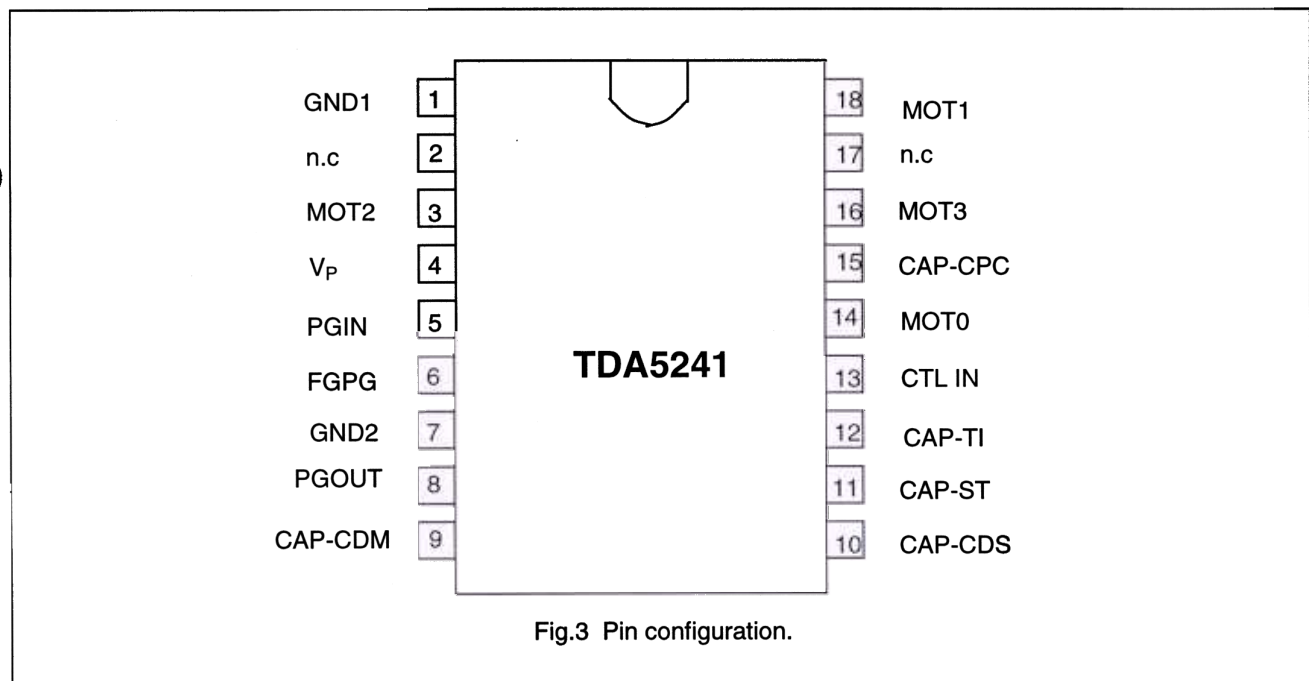 GND1 1 18 MOT1
n.c 2 17 n.c
MOT2 3 16 MOT3
VP 4 15 CAP-CPC
PGIN 5 14 MOT0
TDA5241
FGPG 6 13 CTL IN
GND2 7 12 CAP-TI
PGOUT 8 11 CAP-ST
CAP-CDM 9 10 CAP-CDS
Fig.3 Pin configuration.